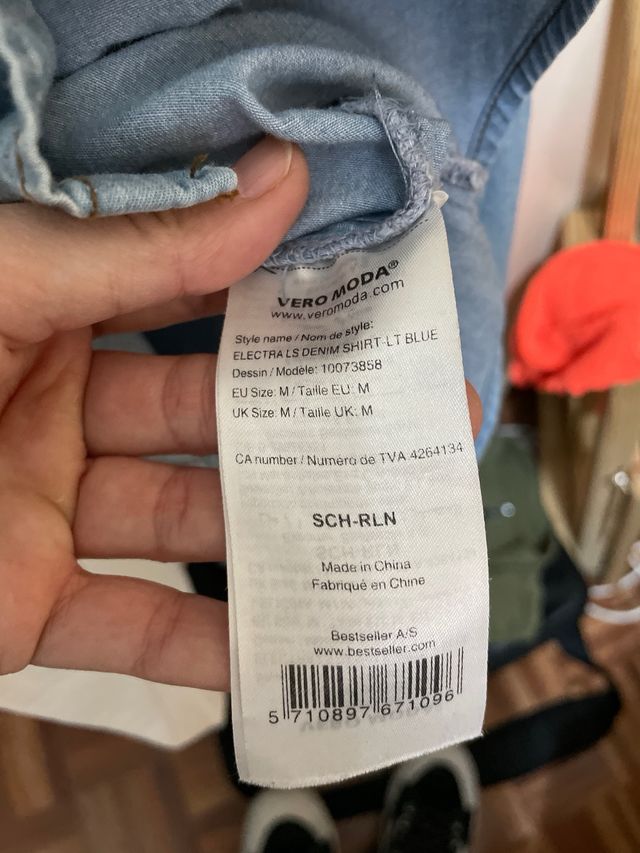 VERO MODA®
www.veromoda.com
Style name / Nom de style:
ELECTRA LS DENIM SHIRT-LT BLUE
Dessin / Modèle: 10073858
EU Size: M / Taille EU: M
UK Size: M / Taille UK: M
CA number / Numéro de TVA 4264134
SCH-RLN
Made in China
Fabriqué en Chine
Bestseller A/S
www.bestseller.com
5 710897 671096